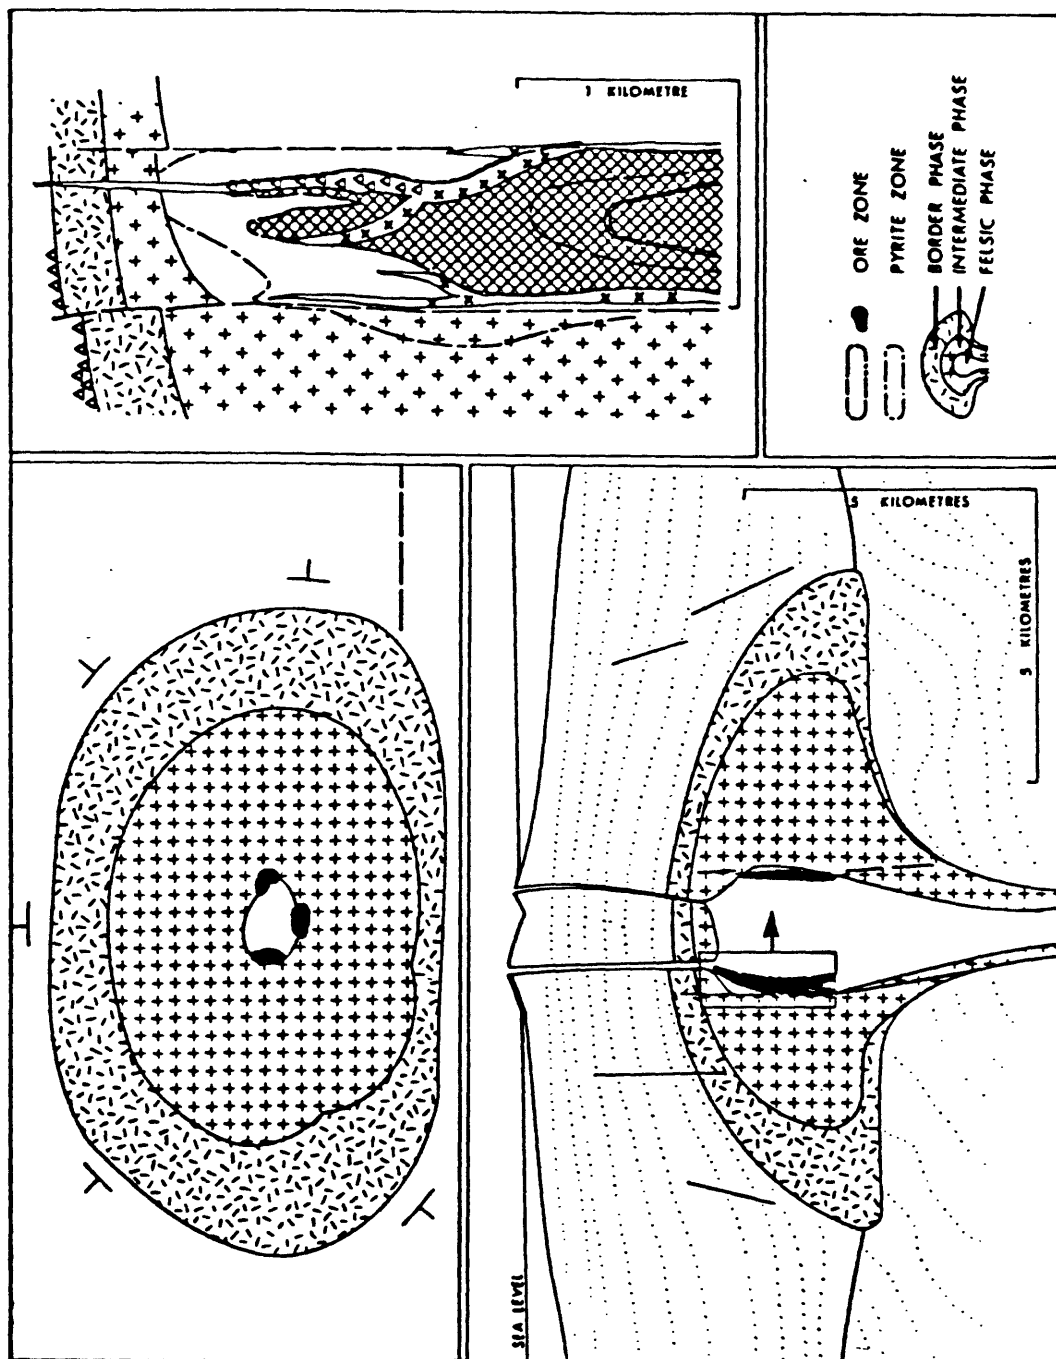 1 KILOMETRE
ORE ZONE
PYRITE ZONE
BORDER PHASE
INTERMEDIATE PHASE
FELSIC PHASE
5 KILOMETRES
5 KILOMETRES
SEA LEVEL